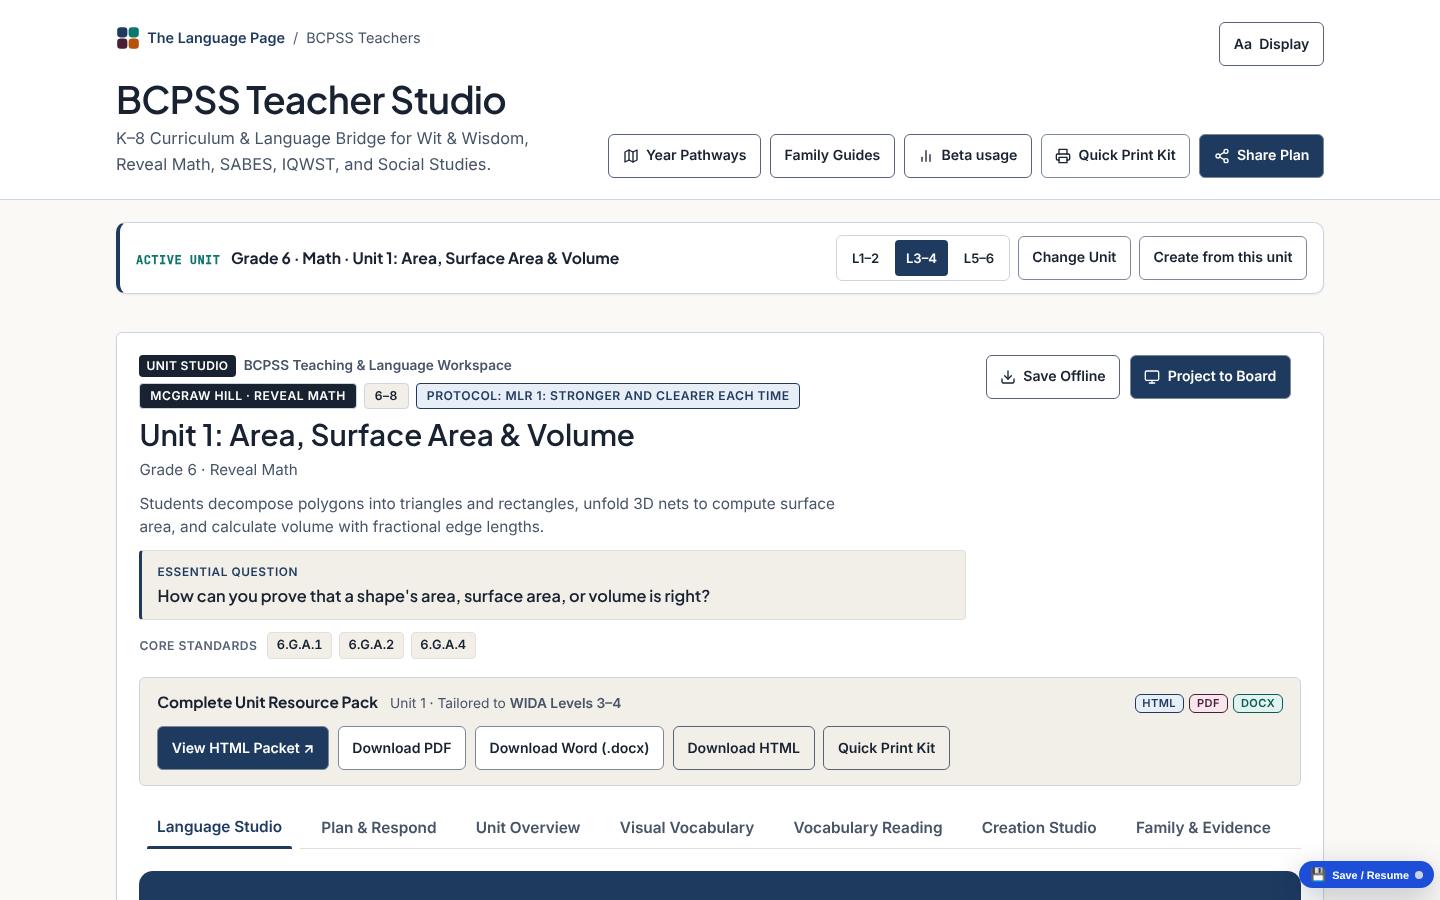 The Language Page / BCPSS Teachers
Aa Display
BCPSS Teacher Studio
K–8 Curriculum & Language Bridge for Wit & Wisdom,
Reveal Math, SABES, IQWST, and Social Studies.
Year Pathways
Family Guides
Beta usage
Quick Print Kit
Share Plan
ACTIVE UNIT Grade 6 · Math · Unit 1: Area, Surface Area & Volume
L1–2 L3–4 L5–6
Change Unit
Create from this unit
UNIT STUDIO BCPSS Teaching & Language Workspace
Save Offline
Project to Board
MCGRAW HILL · REVEAL MATH 6–8 PROTOCOL: MLR 1: STRONGER AND CLEARER EACH TIME
Unit 1: Area, Surface Area & Volume
Grade 6 · Reveal Math
Students decompose polygons into triangles and rectangles, unfold 3D nets to compute surface
area, and calculate volume with fractional edge lengths.
ESSENTIAL QUESTION
How can you prove that a shape's area, surface area, or volume is right?
CORE STANDARDS 6.G.A.1 6.G.A.2 6.G.A.4
Complete Unit Resource Pack Unit 1 · Tailored to WIDA Levels 3–4
HTML PDF DOCX
View HTML Packet ↗
Download PDF
Download Word (.docx)
Download HTML
Quick Print Kit
Language Studio
Plan & Respond
Unit Overview
Visual Vocabulary
Vocabulary Reading
Creation Studio
Family & Evidence
Save / Resume